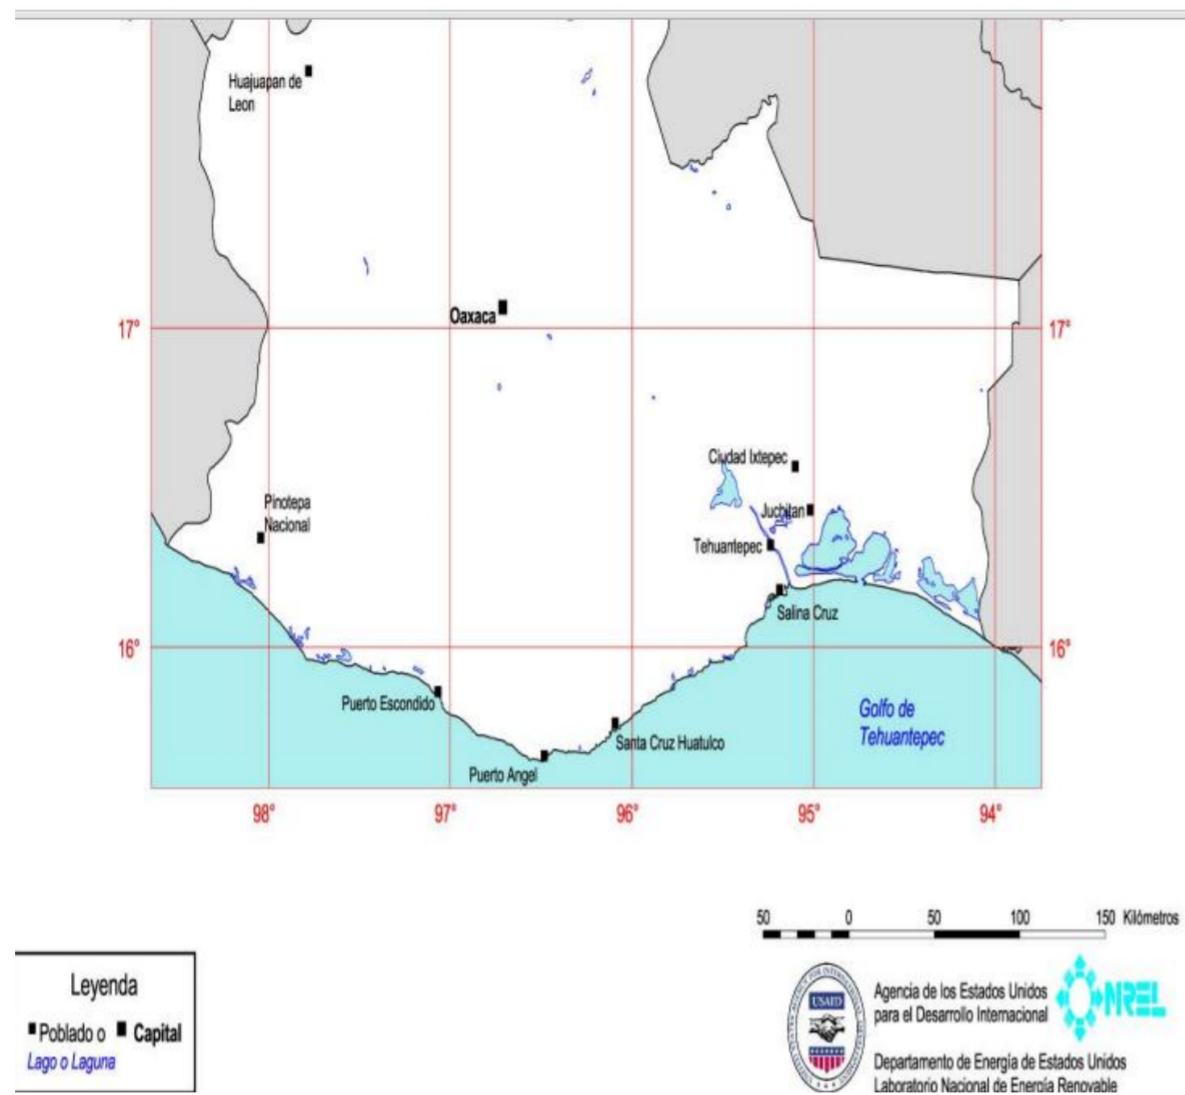 Huajuapan de
Leon
Oaxaca
17°
17°
Ciudad Ixtepec
Pinotepa
Nacional
Juchitan
Tehuantepec
Salina Cruz
16°
16°
Puerto Escondido
Golfo de
Tehuantepec
Santa Cruz Huatulco
Puerto Angel
98°
97°
96°
95°
94°
50 0 50 100 150 Kilómetros
Leyenda
Poblado o Capital
Lago o Laguna
USAID
NREL
Agencia de los Estados Unidos
para el Desarrollo Internacional
Departamento de Energía de Estados Unidos
Laboratorio Nacional de Energía Renovable